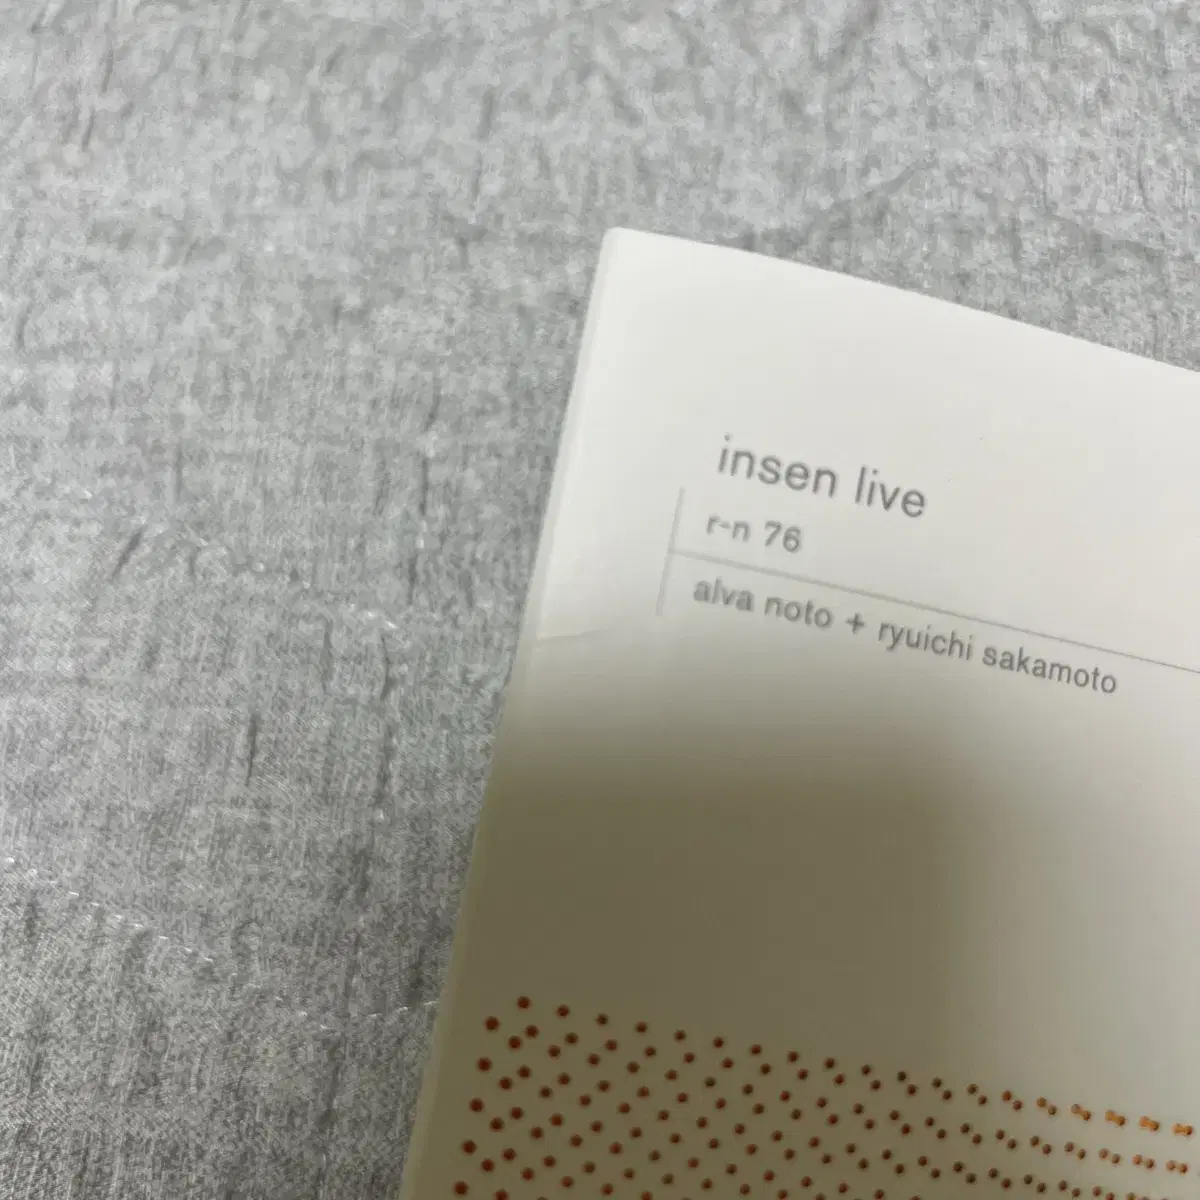 insen live
r-n 76
alva noto + ryuichi sakamoto